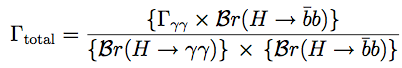 Γ_total = {Γ_γγ × Br(H → b̄b)} / {Br(H → γγ)} × {Br(H → b̄b)}